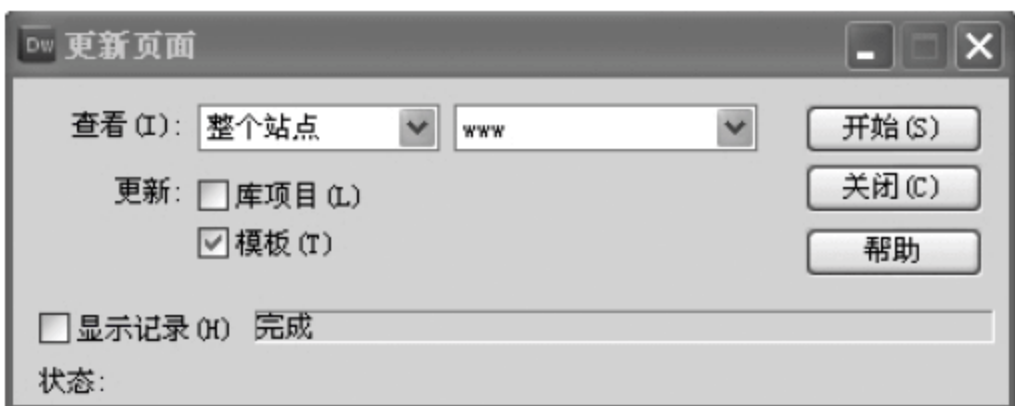 Dw 更新页面
查看(I): 整个站点 www 开始(S)
更新: 库项目(L) 关闭(C)
模板(T) 帮助
显示记录(H) 完成
状态: